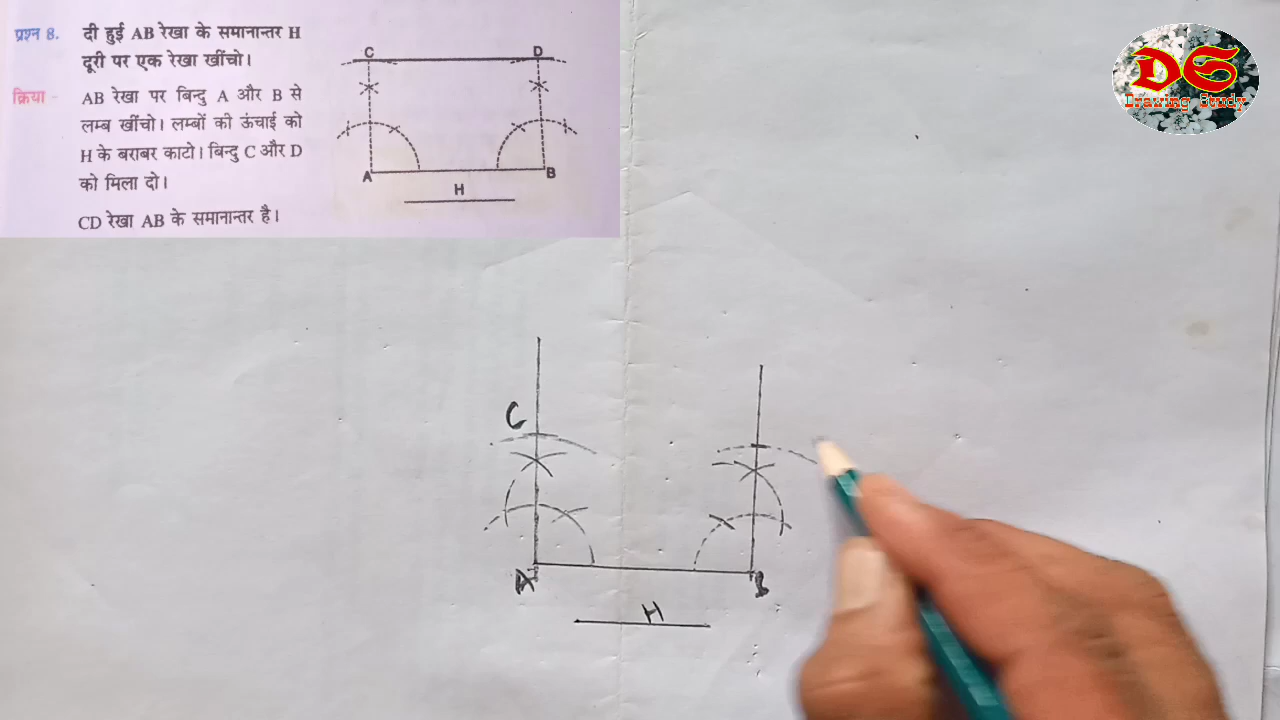 प्रश्न 8. दी हुई AB रेखा के समानान्तर H
दूरी पर एक रेखा खींचो।
क्रिया - AB रेखा पर बिन्दु A और B से
लम्ब खींचो। लम्बों की ऊंचाई को
H के बराबर काटो। बिन्दु C और D
को मिला दो।
CD रेखा AB के समानान्तर है।
C D
A B
H
DS
Drawing Study
C
A B
H